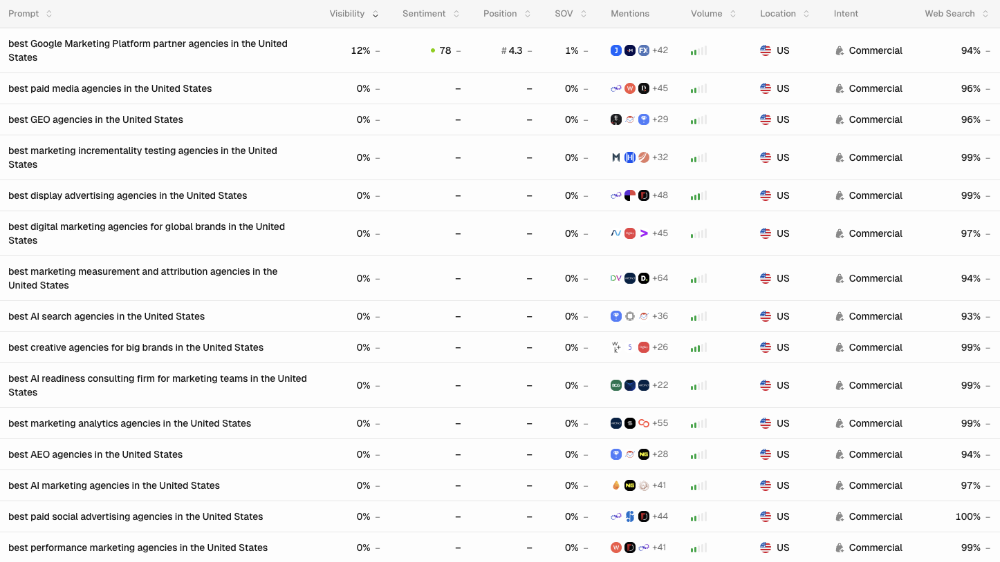 Prompt Visibility Sentiment Position SOV Mentions Volume Location Intent Web Search
best Google Marketing Platform partner agencies in the United
States
12% – 78 – # 4.3 – 1% – J M FX +42 US Commercial 94% –
best paid media agencies in the United States 0% – – – 0% – W D +45 US Commercial 96% –
best GEO agencies in the United States 0% – – – 0% – +29 US Commercial 96% –
best marketing incrementality testing agencies in the United
States
0% – – – 0% – M H +32 US Commercial 99% –
best display advertising agencies in the United States 0% – – – 0% – D +48 US Commercial 99% –
best digital marketing agencies for global brands in the United
States
0% – – – 0% – Ogilvy +45 US Commercial 97% –
best marketing measurement and attribution agencies in the
United States
0% – – – 0% – DV D. +64 US Commercial 94% –
best AI search agencies in the United States 0% – – – 0% – +36 US Commercial 93% –
best creative agencies for big brands in the United States 0% – – – 0% – W+K 5 Ogilvy +26 US Commercial 99% –
best AI readiness consulting firm for marketing teams in the United
States
0% – – – 0% – BCG +22 US Commercial 99% –
best marketing analytics agencies in the United States 0% – – – 0% – +55 US Commercial 99% –
best AEO agencies in the United States 0% – – – 0% – NG +28 US Commercial 94% –
best AI marketing agencies in the United States 0% – – – 0% – NG +41 US Commercial 97% –
best paid social advertising agencies in the United States 0% – – – 0% – D +44 US Commercial 100% –
best performance marketing agencies in the United States 0% – – – 0% – W D +41 US Commercial 99% –